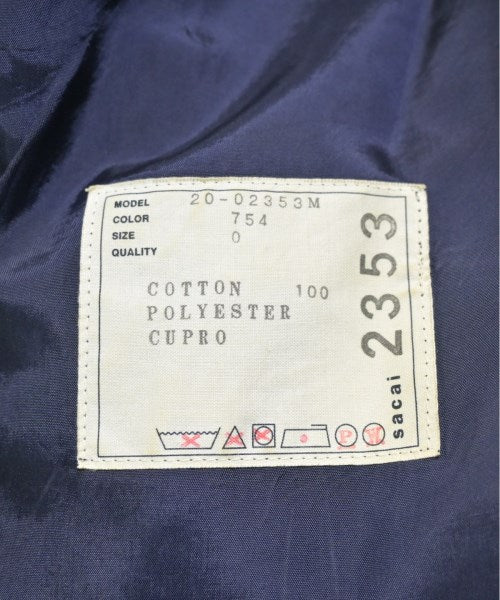 MODEL 20-02353M
COLOR 754
SIZE 0
QUALITY
COTTON 100
POLYESTER
CUPRO
P
sacai 2353